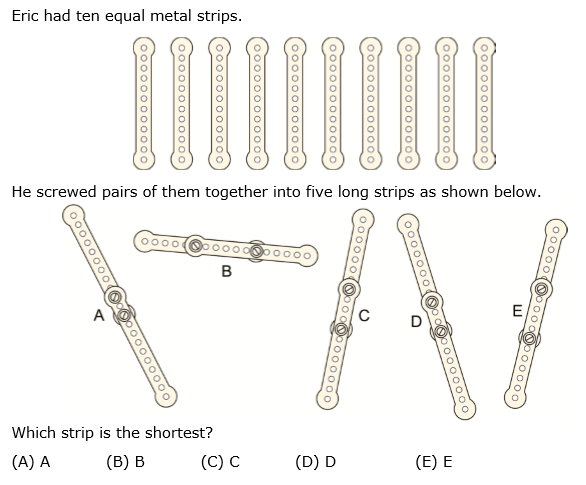 Eric had ten equal metal strips.
He screwed pairs of them together into five long strips as shown below.
B
A
C
D
E
Which strip is the shortest?
(A) A (B) B (C) C (D) D (E) E